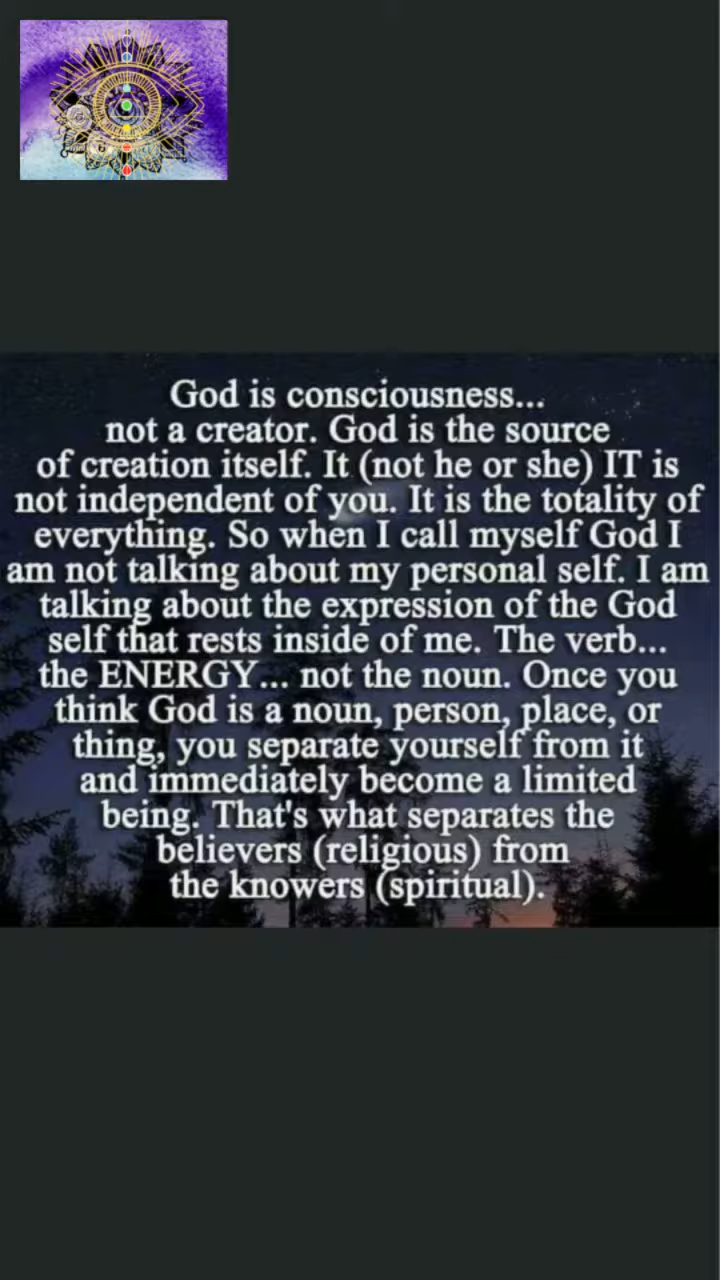 God is consciousness...
not a creator. God is the source
of creation itself. It (not he or she) IT is
not independent of you. It is the totality of
everything. So when I call myself God I
am not talking about my personal self. I am
talking about the expression of the God
self that rests inside of me. The verb...
the ENERGY... not the noun. Once you
think God is a noun, person, place, or
thing, you separate yourself from it
and immediately become a limited
being. That's what separates the
believers (religious) from
the knowers (spiritual).